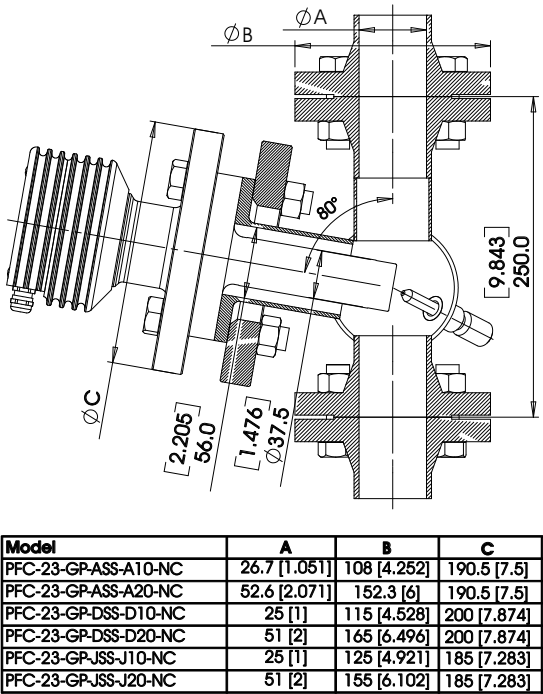 ⌀A
⌀B
80°
[9.843]
250.0
⌀C
[2.205]
56.0
[1.476]
⌀37.5
Model A B C
PFC-23-GP-ASS-A10-NC 26.7 [1.051] 108 [4.252] 190.5 [7.5]
PFC-23-GP-ASS-A20-NC 52.6 [2.071] 152.3 [6] 190.5 [7.5]
PFC-23-GP-DSS-D10-NC 25 [1] 115 [4.528] 200 [7.874]
PFC-23-GP-DSS-D20-NC 51 [2] 165 [6.496] 200 [7.874]
PFC-23-GP-JSS-J10-NC 25 [1] 125 [4.921] 185 [7.283]
PFC-23-GP-JSS-J20-NC 51 [2] 155 [6.102] 185 [7.283]